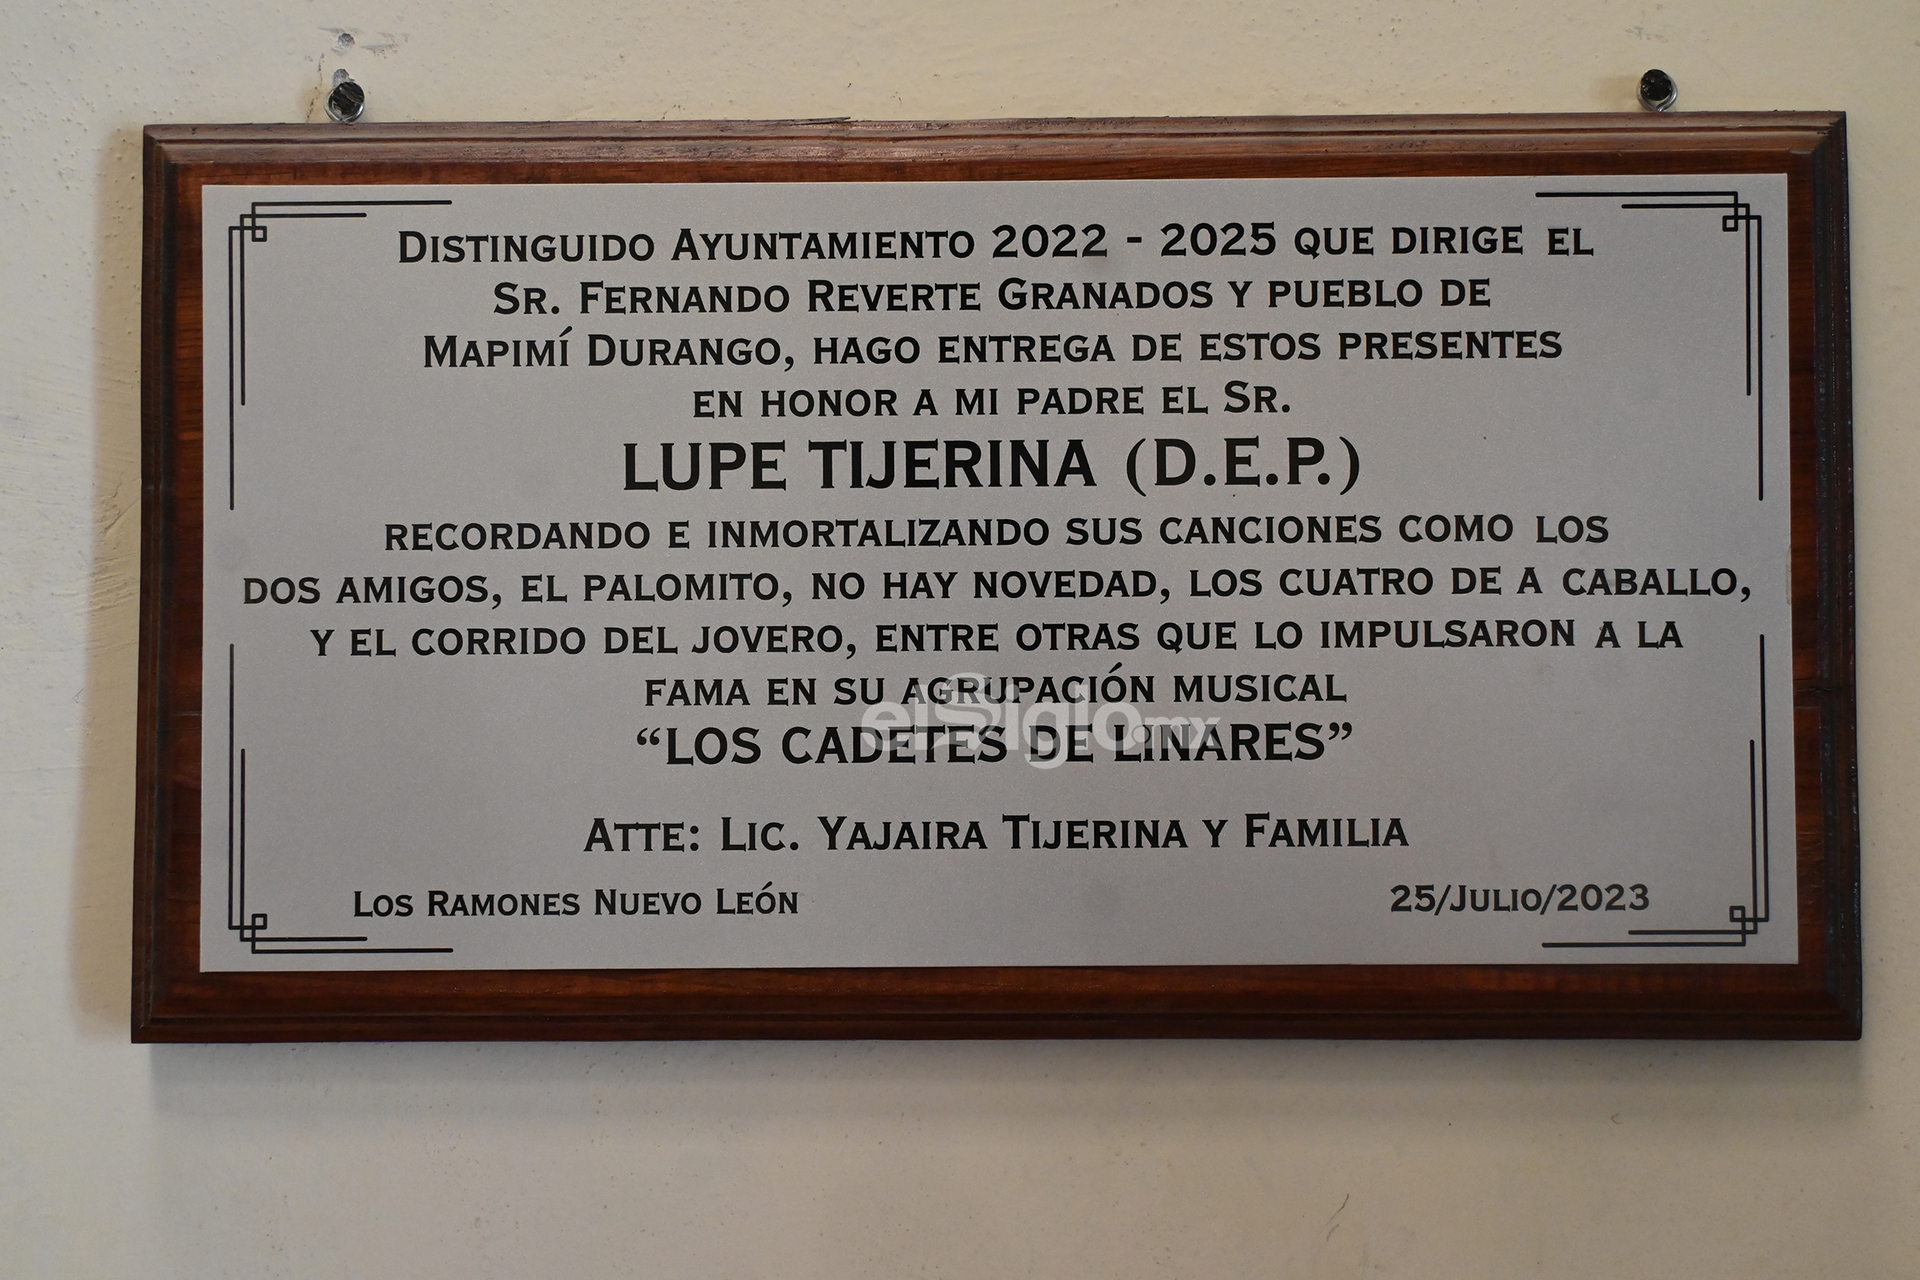 DISTINGUIDO AYUNTAMIENTO 2022 - 2025 QUE DIRIGE EL
SR. FERNANDO REVERTE GRANADOS Y PUEBLO DE
MAPIMÍ DURANGO, HAGO ENTREGA DE ESTOS PRESENTES
EN HONOR A MI PADRE EL SR.
LUPE TIJERINA (D.E.P.)
RECORDANDO E INMORTALIZANDO SUS CANCIONES COMO LOS
DOS AMIGOS, EL PALOMITO, NO HAY NOVEDAD, LOS CUATRO DE A CABALLO,
Y EL CORRIDO DEL JOVERO, ENTRE OTRAS QUE LO IMPULSARON A LA
FAMA EN SU AGRUPACIÓN MUSICAL
elSiglo.mx
“LOS CADETES DE LINARES”
ATTE: LIC. YAJAIRA TIJERINA Y FAMILIA
LOS RAMONES NUEVO LEÓN
25/JULIO/2023